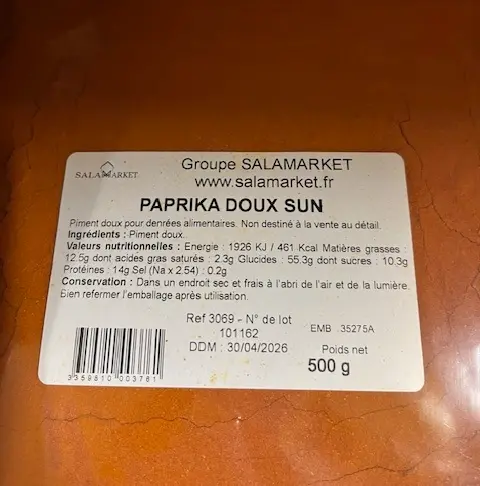 SALAMARKET
Groupe SALAMARKET
www.salamarket.fr
PAPRIKA DOUX SUN
Piment doux pour denrées alimentaires. Non destiné à la vente au détail.
Ingrédients : Piment doux.
Valeurs nutritionnelles : Energie : 1926 KJ / 461 Kcal Matières grasses :
12.5g dont acides gras saturés : 2.3g Glucides : 55.3g dont sucres : 10.3g
Protéines : 14g Sel (Na x 2.54) : 0.2g
Conservation : Dans un endroit sec et frais à l'abri de l'air et de la lumière.
Bien refermer l'emballage après utilisation.
Ref 3069 - N° de lot
101162
EMB : 35275A
DDM : 30/04/2026
Poids net
500 g
3359810 003781